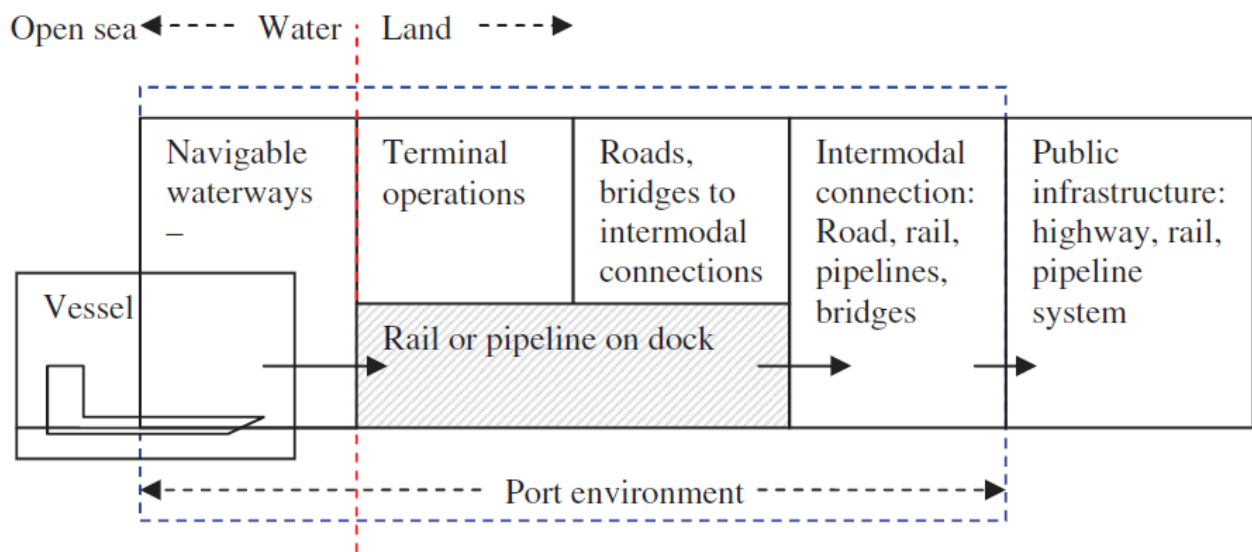 Open sea Water Land
Navigable
waterways
–
Terminal
operations
Roads,
bridges to
intermodal
connections
Intermodal
connection:
Road, rail,
pipelines,
bridges
Public
infrastructure:
highway, rail,
pipeline
system
Vessel
Rail or pipeline on dock
Port environment